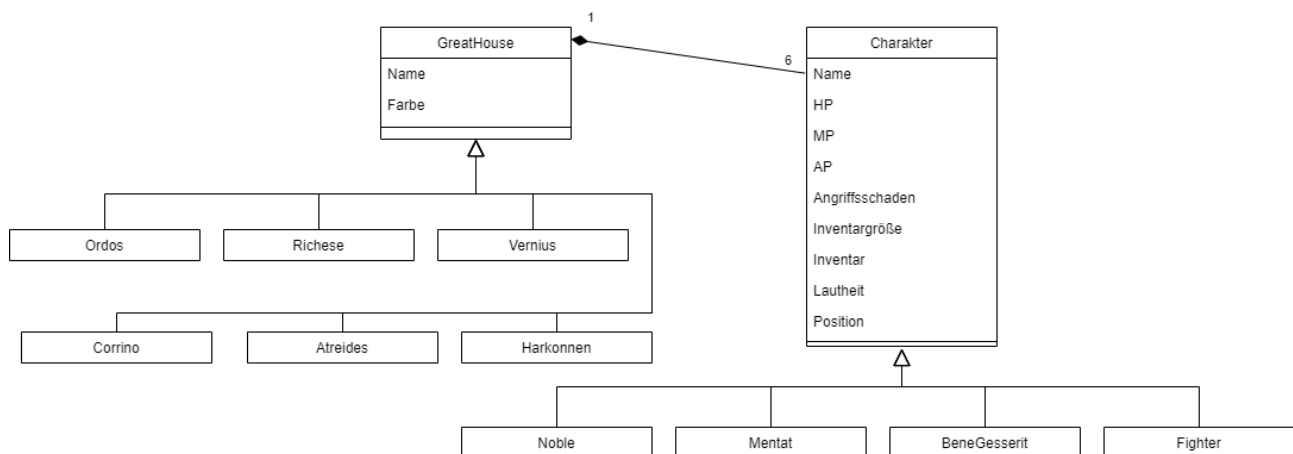 1
GreatHouse
Charakter
6
Name
Farbe
Name
HP
MP
AP
Angriffsschaden
Inventargröße
Inventar
Lautheit
Position
Ordos
Richese
Vernius
Corrino
Atreides
Harkonnen
Noble
Mentat
BeneGesserit
Fighter